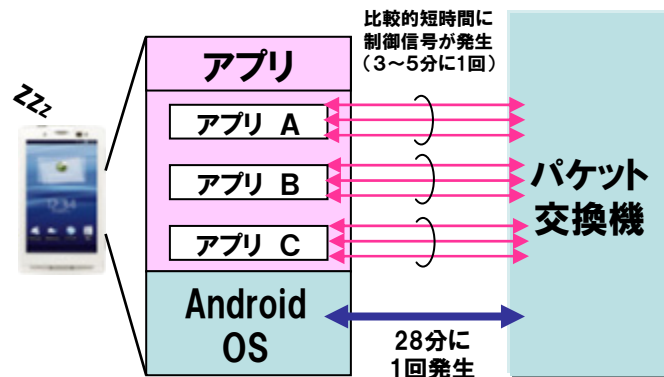 比較的短時間に
制御信号が発生
（３～５分に１回）
アプリ
zzz
アプリ A
アプリ B
アプリ C
パケット
交換機
Android
OS
28分に
1回発生